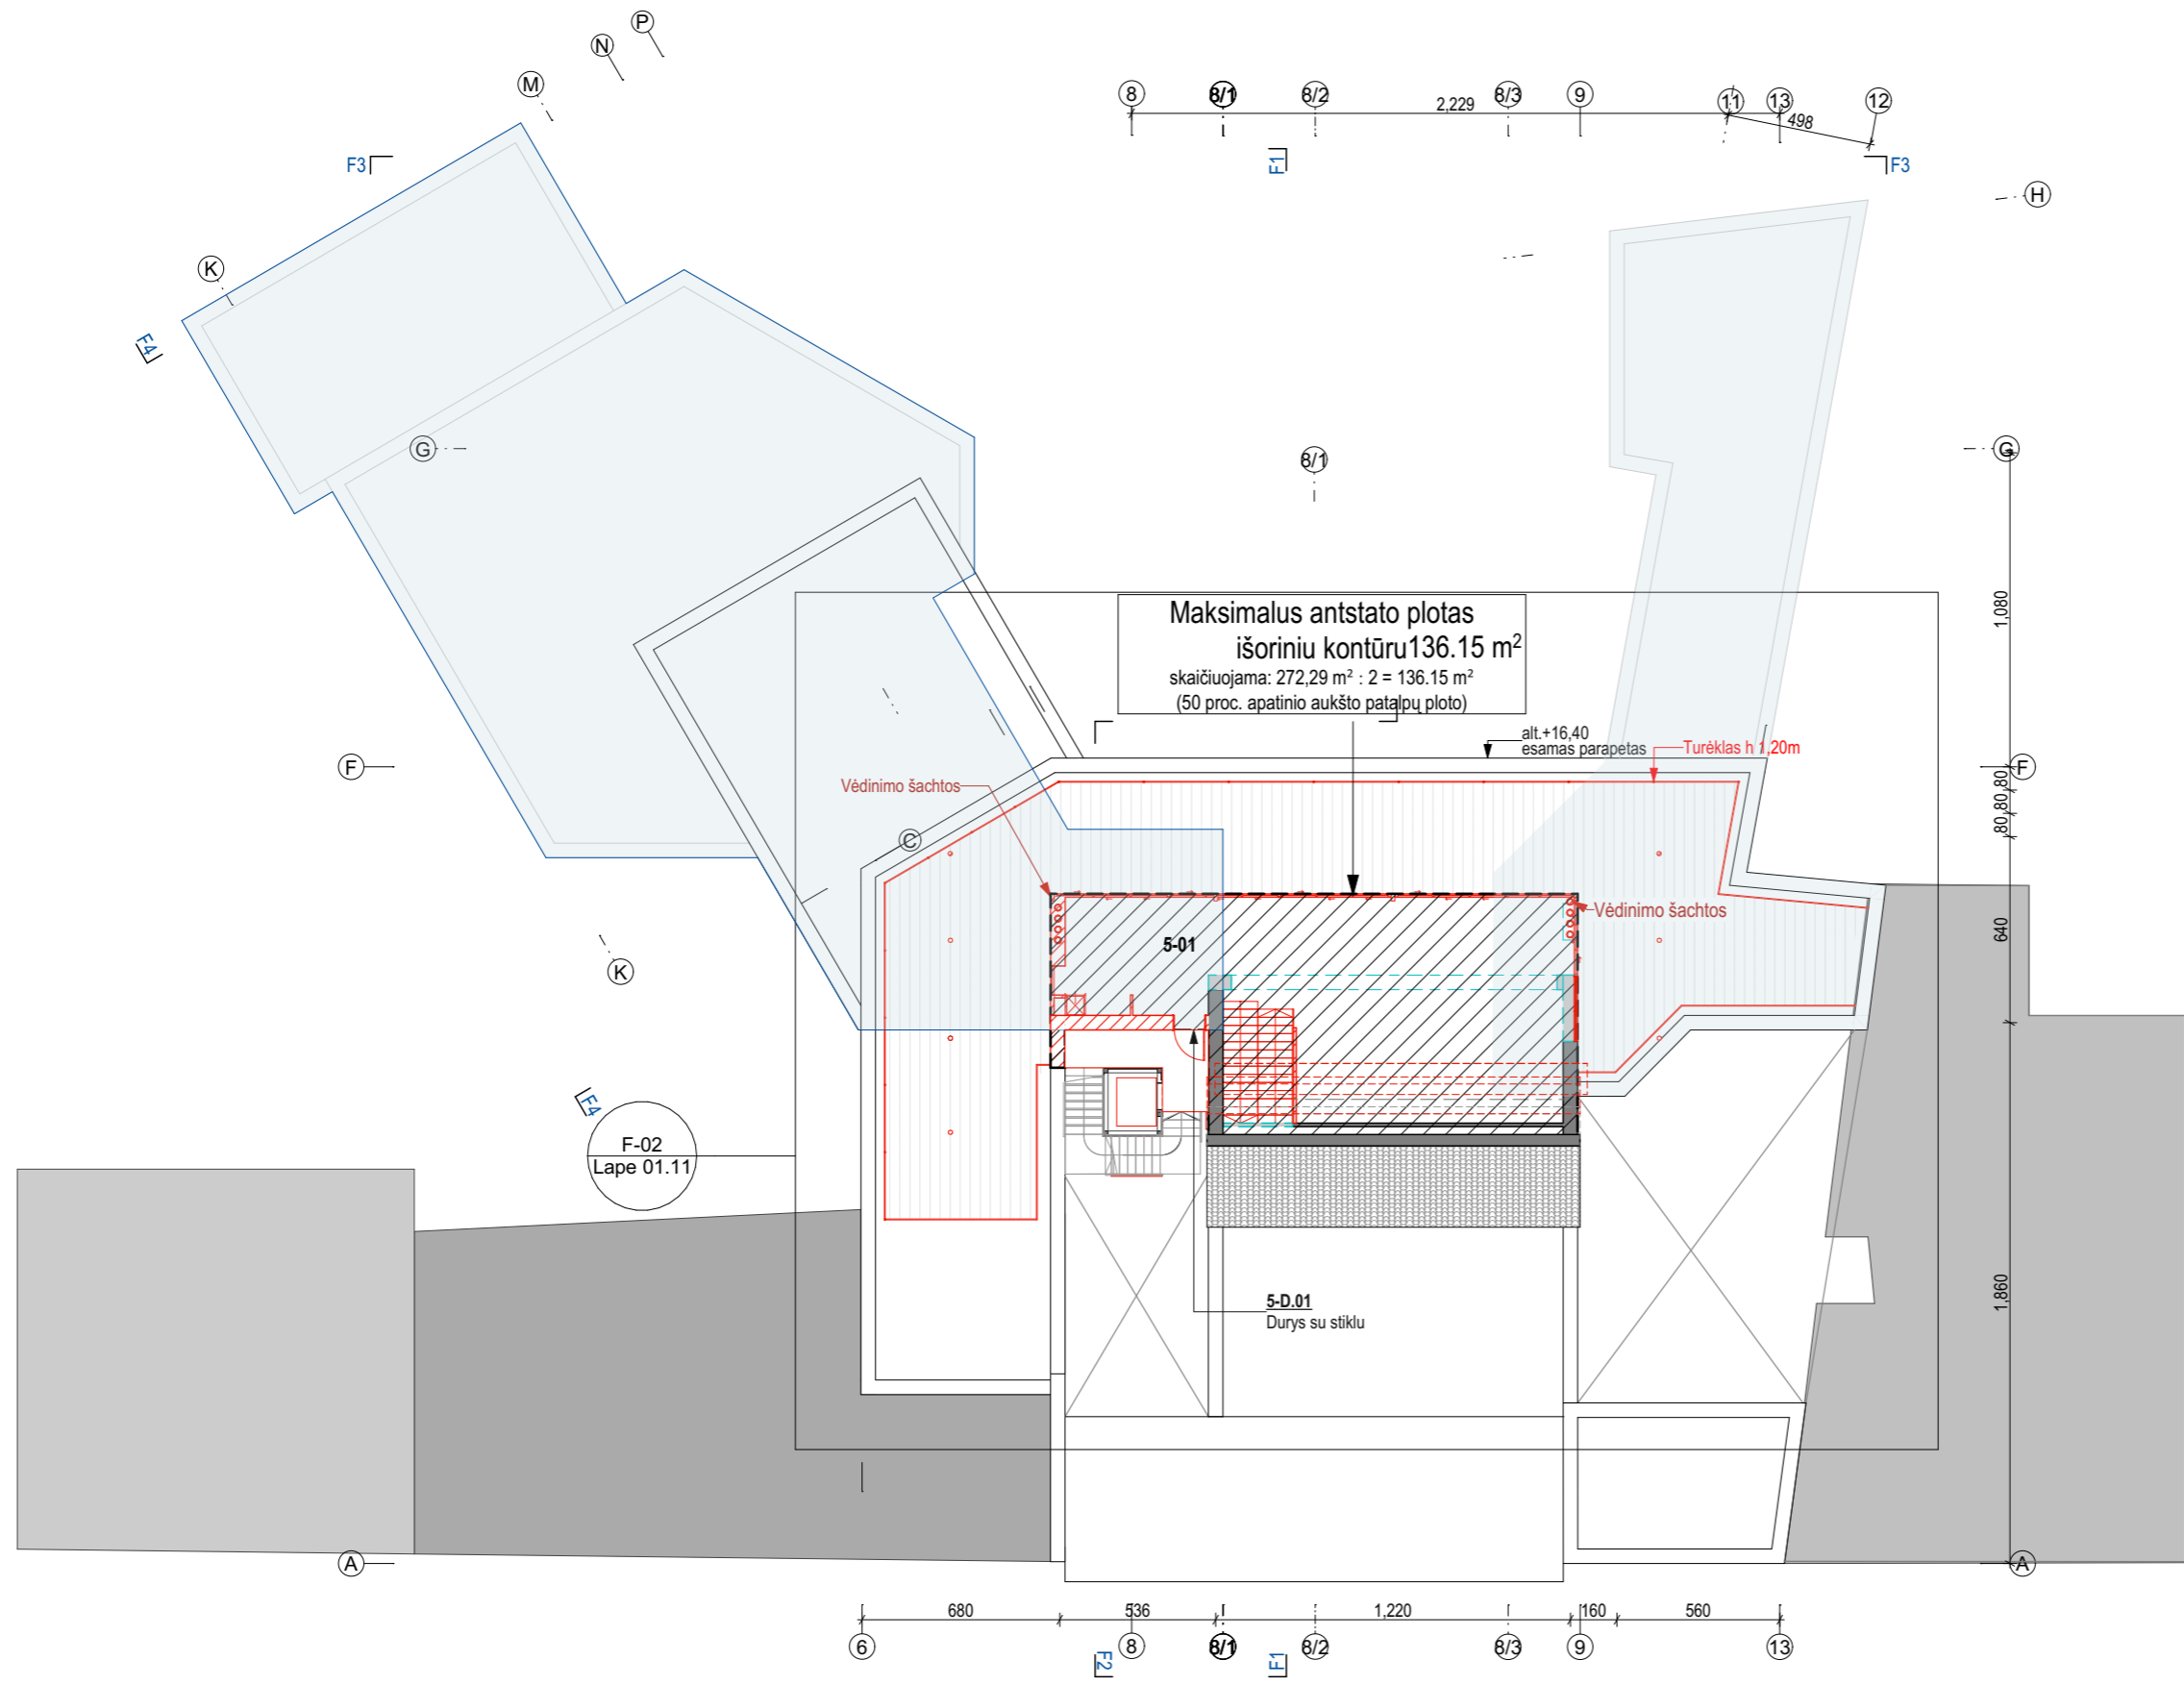 P
N
M
8
8/1
8/2
2,229
8/3
9
11
13
498
12
F3
F1
F3
H
K
F4
G
8/1
G
1,080
Maksimalus antstato plotas
išoriniu kontūru136.15 m²
skaičiuojama: 272,29 m² : 2 = 136.15 m²
(50 proc. apatinio aukšto patalpų ploto)
alt.+16,40
esamas parapetas
Turėklas h 1,20m
F
F
80
80
80
Vėdinimo šachtos
C
Vėdinimo šachtos
5-01
640
K
F4
F-02
Lape 01.11
5-D.01
Durys su stiklu
1,860
A
A
680
536
1,220
160
560
6
8
8/1
8/2
8/3
9
13
F2
F1